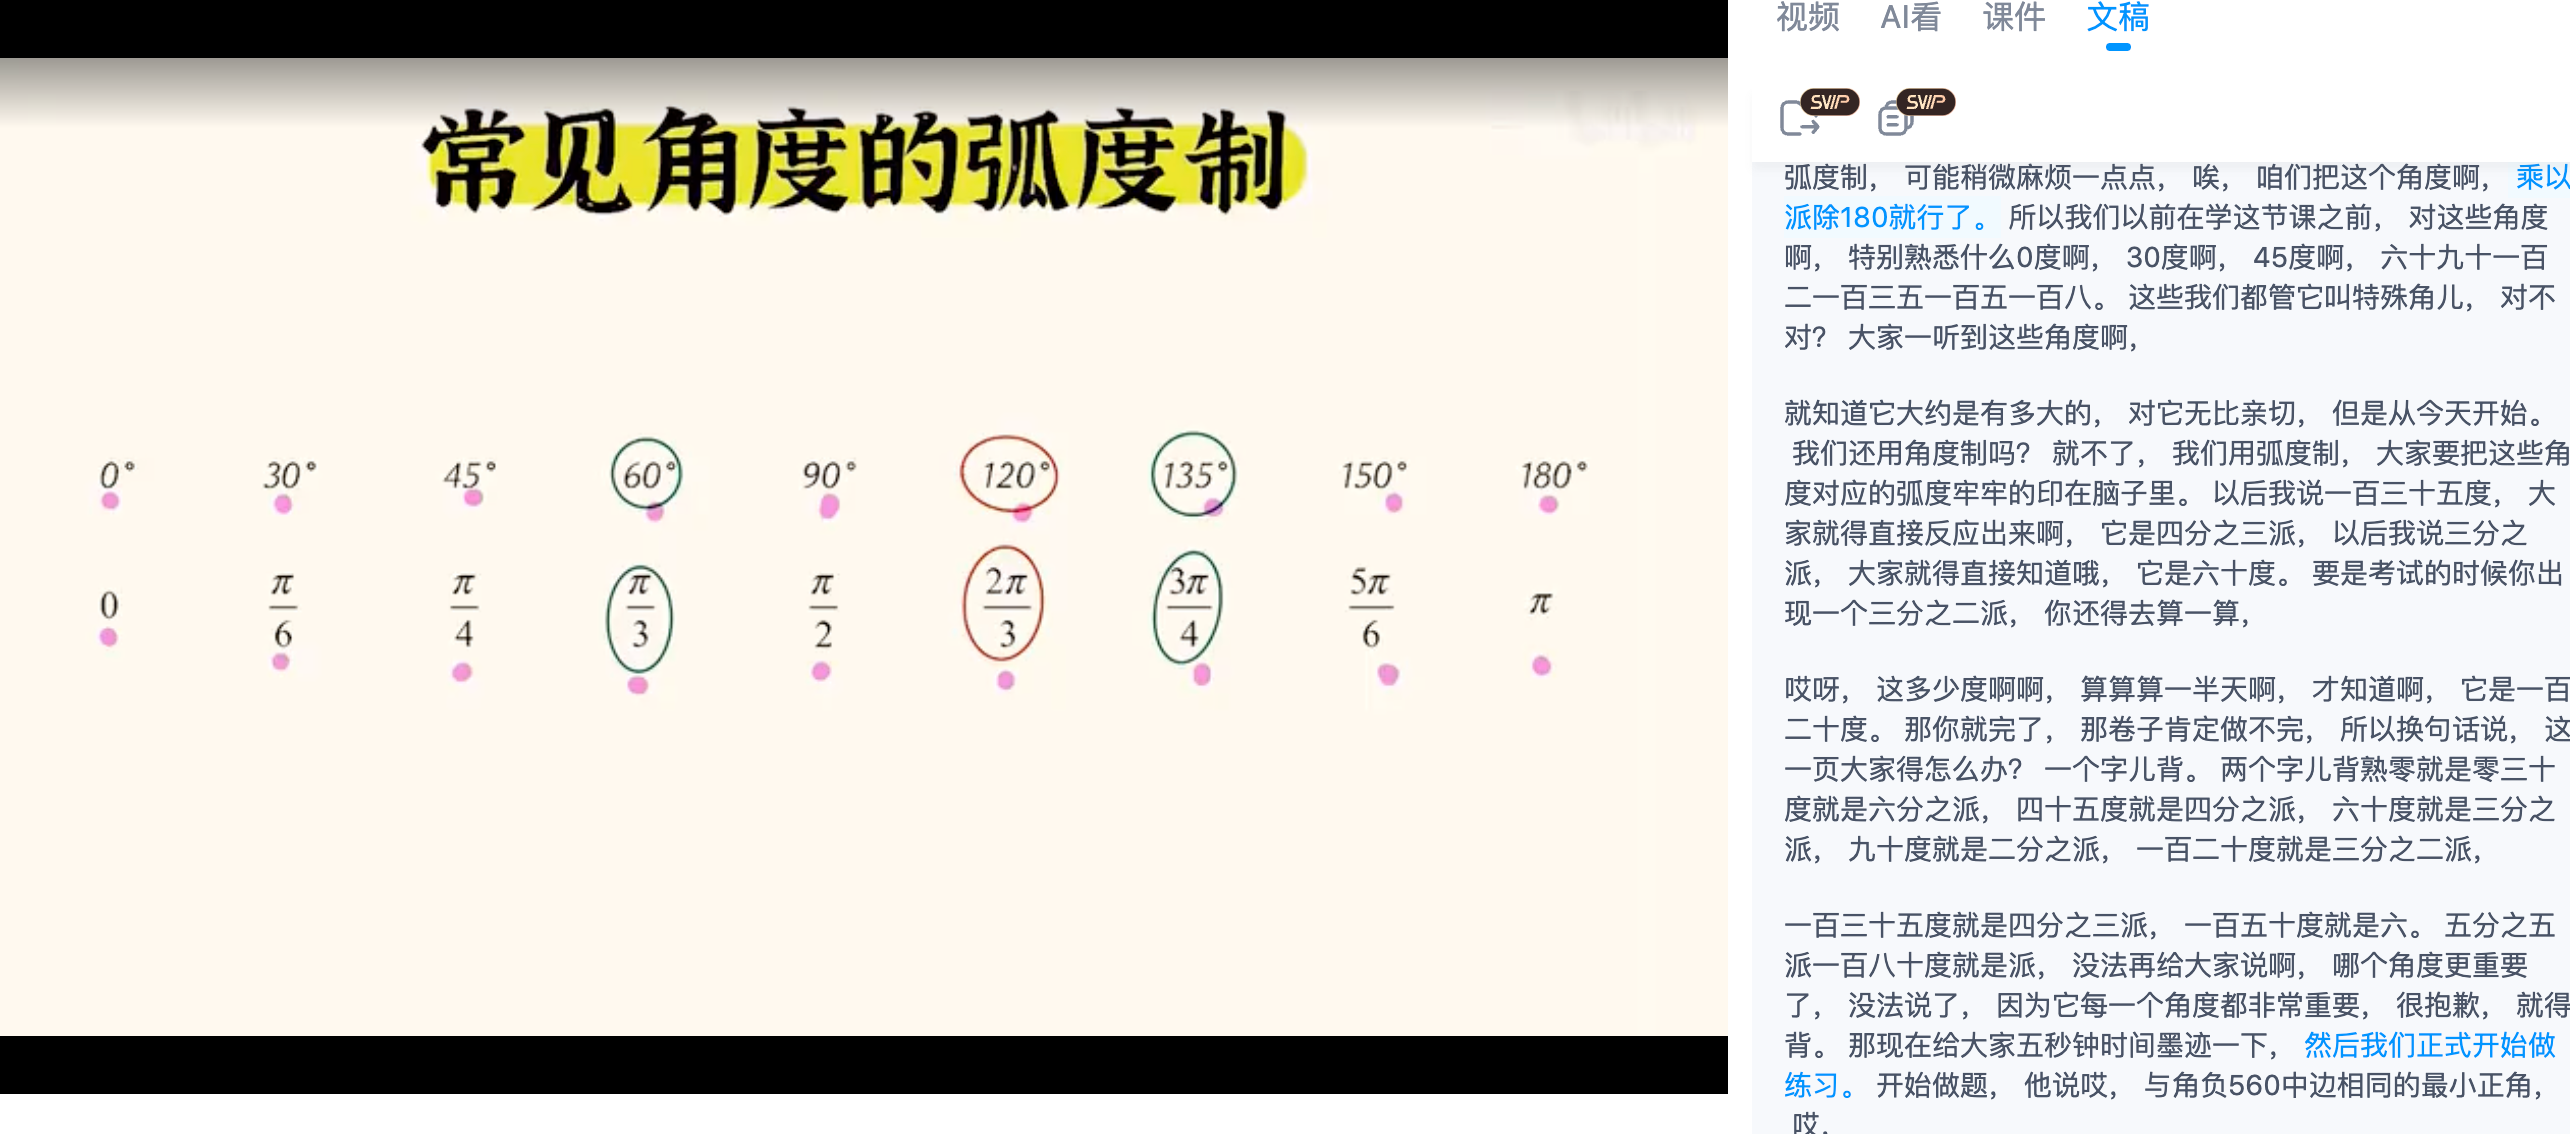 常见角度的弧度制
0° 30° 45° 60° 90° 120° 135° 150° 180°
0 π/6 π/4 π/3 π/2 2π/3 3π/4 5π/6 π
视频 AI看 课件 文稿
SVIP SVIP
弧度制， 可能稍微麻烦一点点， 唉， 咱们把这个角度啊， 乘以
派除180就行了。 所以我们以前在学这节课之前， 对这些角度
啊， 特别熟悉什么0度啊， 30度啊， 45度啊， 六十九十一百
二一百三五一百五一百八。 这些我们都管它叫特殊角儿， 对不
对？ 大家一听到这些角度啊，
就知道它大约是有多大的， 对它无比亲切， 但是从今天开始。
我们还用角度制吗？ 就不了， 我们用弧度制， 大家要把这些角
度对应的弧度牢牢的印在脑子里。 以后我说一百三十五度， 大
家就得直接反应出来啊， 它是四分之三派， 以后我说三分之
派， 大家就得直接知道哦， 它是六十度。 要是考试的时候你出
现一个三分之二派， 你还得去算一算，
哎呀， 这多少度啊啊， 算算算一半天啊， 才知道啊， 它是一百
二十度。 那你就完了， 那卷子肯定做不完， 所以换句话说， 这
一页大家得怎么办？ 一个字儿背。 两个字儿背熟零就是零三十
度就是六分之派， 四十五度就是四分之派， 六十度就是三分之
派， 九十度就是二分之派， 一百二十度就是三分之二派，
一百三十五度就是四分之三派， 一百五十度就是六。 五分之五
派一百八十度就是派， 没法再给大家说啊， 哪个角度更重要
了， 没法说了， 因为它每一个角度都非常重要， 很抱歉， 就得
背。 那现在给大家五秒钟时间墨迹一下， 然后我们正式开始做
练习。 开始做题， 他说哎， 与角负560中边相同的最小正角，
哎，